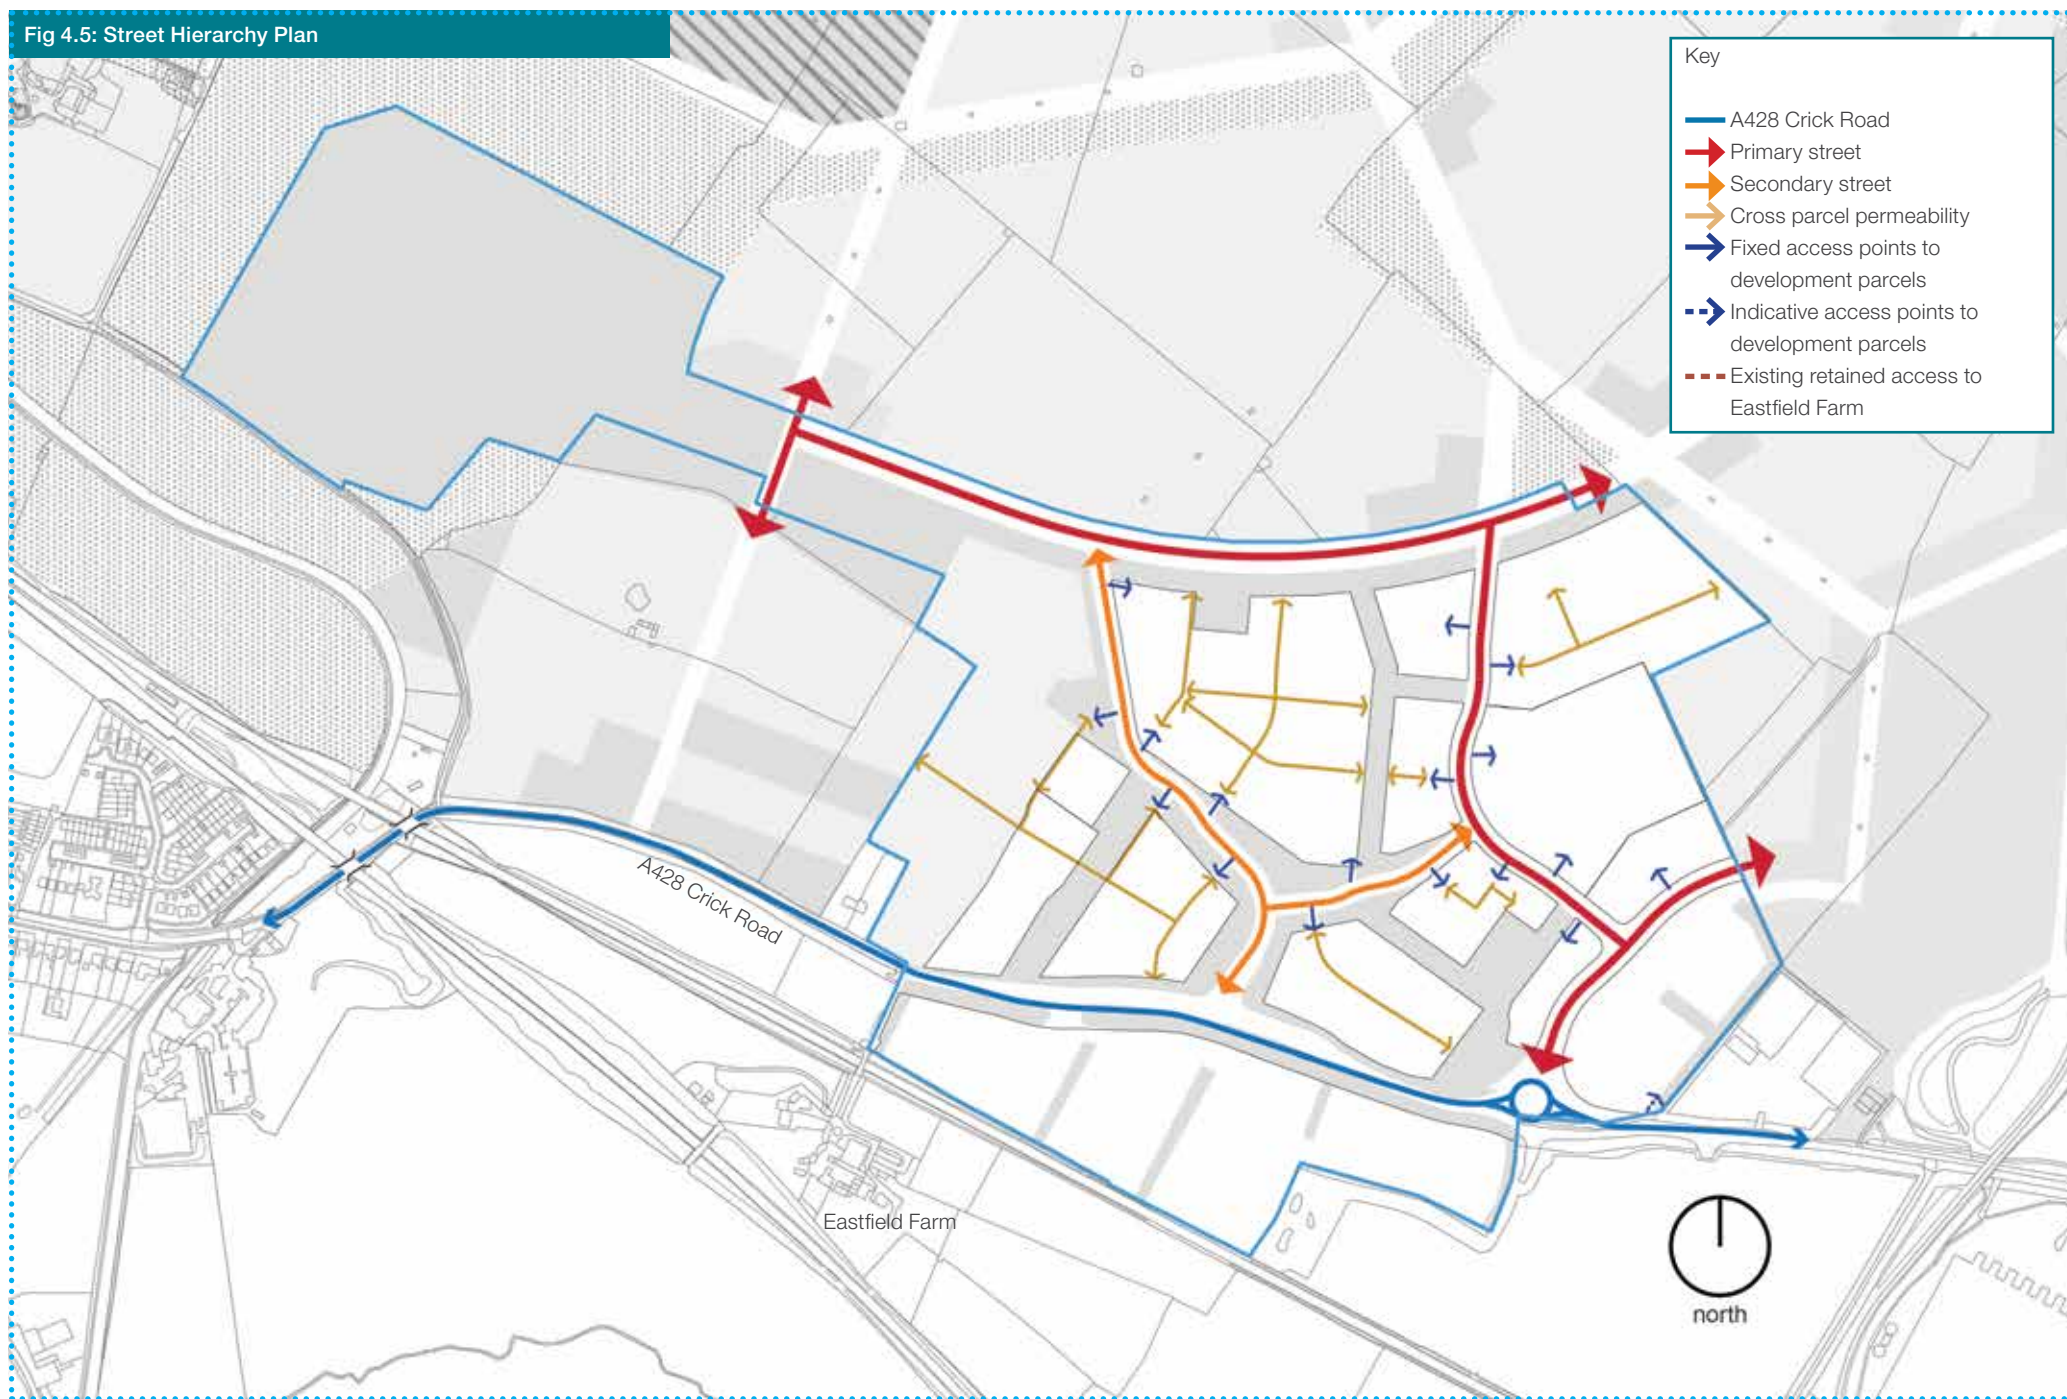 Fig 4.5: Street Hierarchy Plan
Key
A428 Crick Road
Primary street
Secondary street
Cross parcel permeability
Fixed access points to
development parcels
Indicative access points to
development parcels
Existing retained access to
Eastfield Farm
A428 Crick Road
Eastfield Farm
north